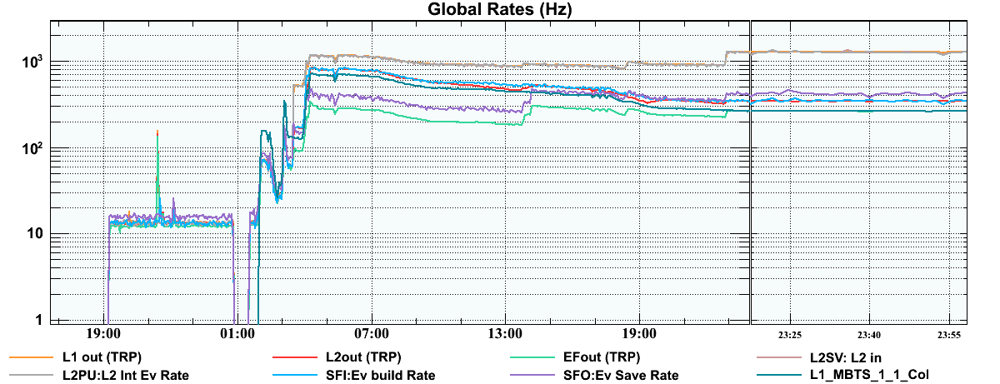 Global Rates (Hz)
10³
10²
10
1
19:00 01:00 07:00 13:00 19:00 23:25 23:40 23:55
L1 out (TRP) L2out (TRP) EFout (TRP) L2SV: L2 in
L2PU:L2 Int Ev Rate SFI:Ev build Rate SFO:Ev Save Rate L1_MBTS_1_1_Col